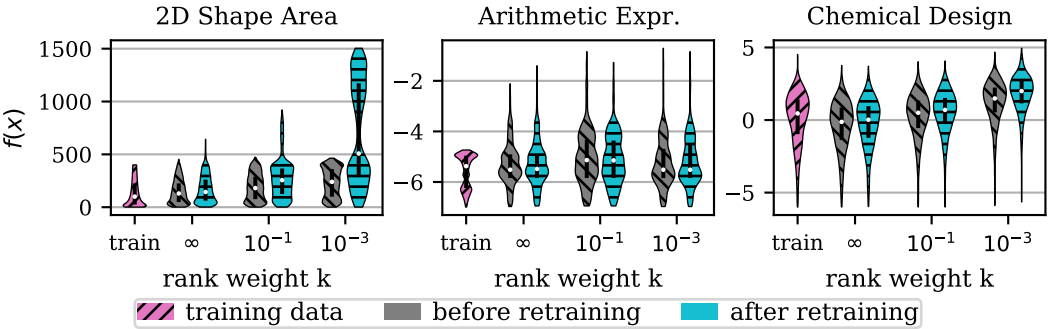 2D Shape Area
Arithmetic Expr.
Chemical Design
f(x)
1500
1000
500
0
−2
−4
−6
5
0
−5
train ∞ 10⁻¹ 10⁻³
train ∞ 10⁻¹ 10⁻³
train ∞ 10⁻¹ 10⁻³
rank weight k
rank weight k
rank weight k
training data
before retraining
after retraining